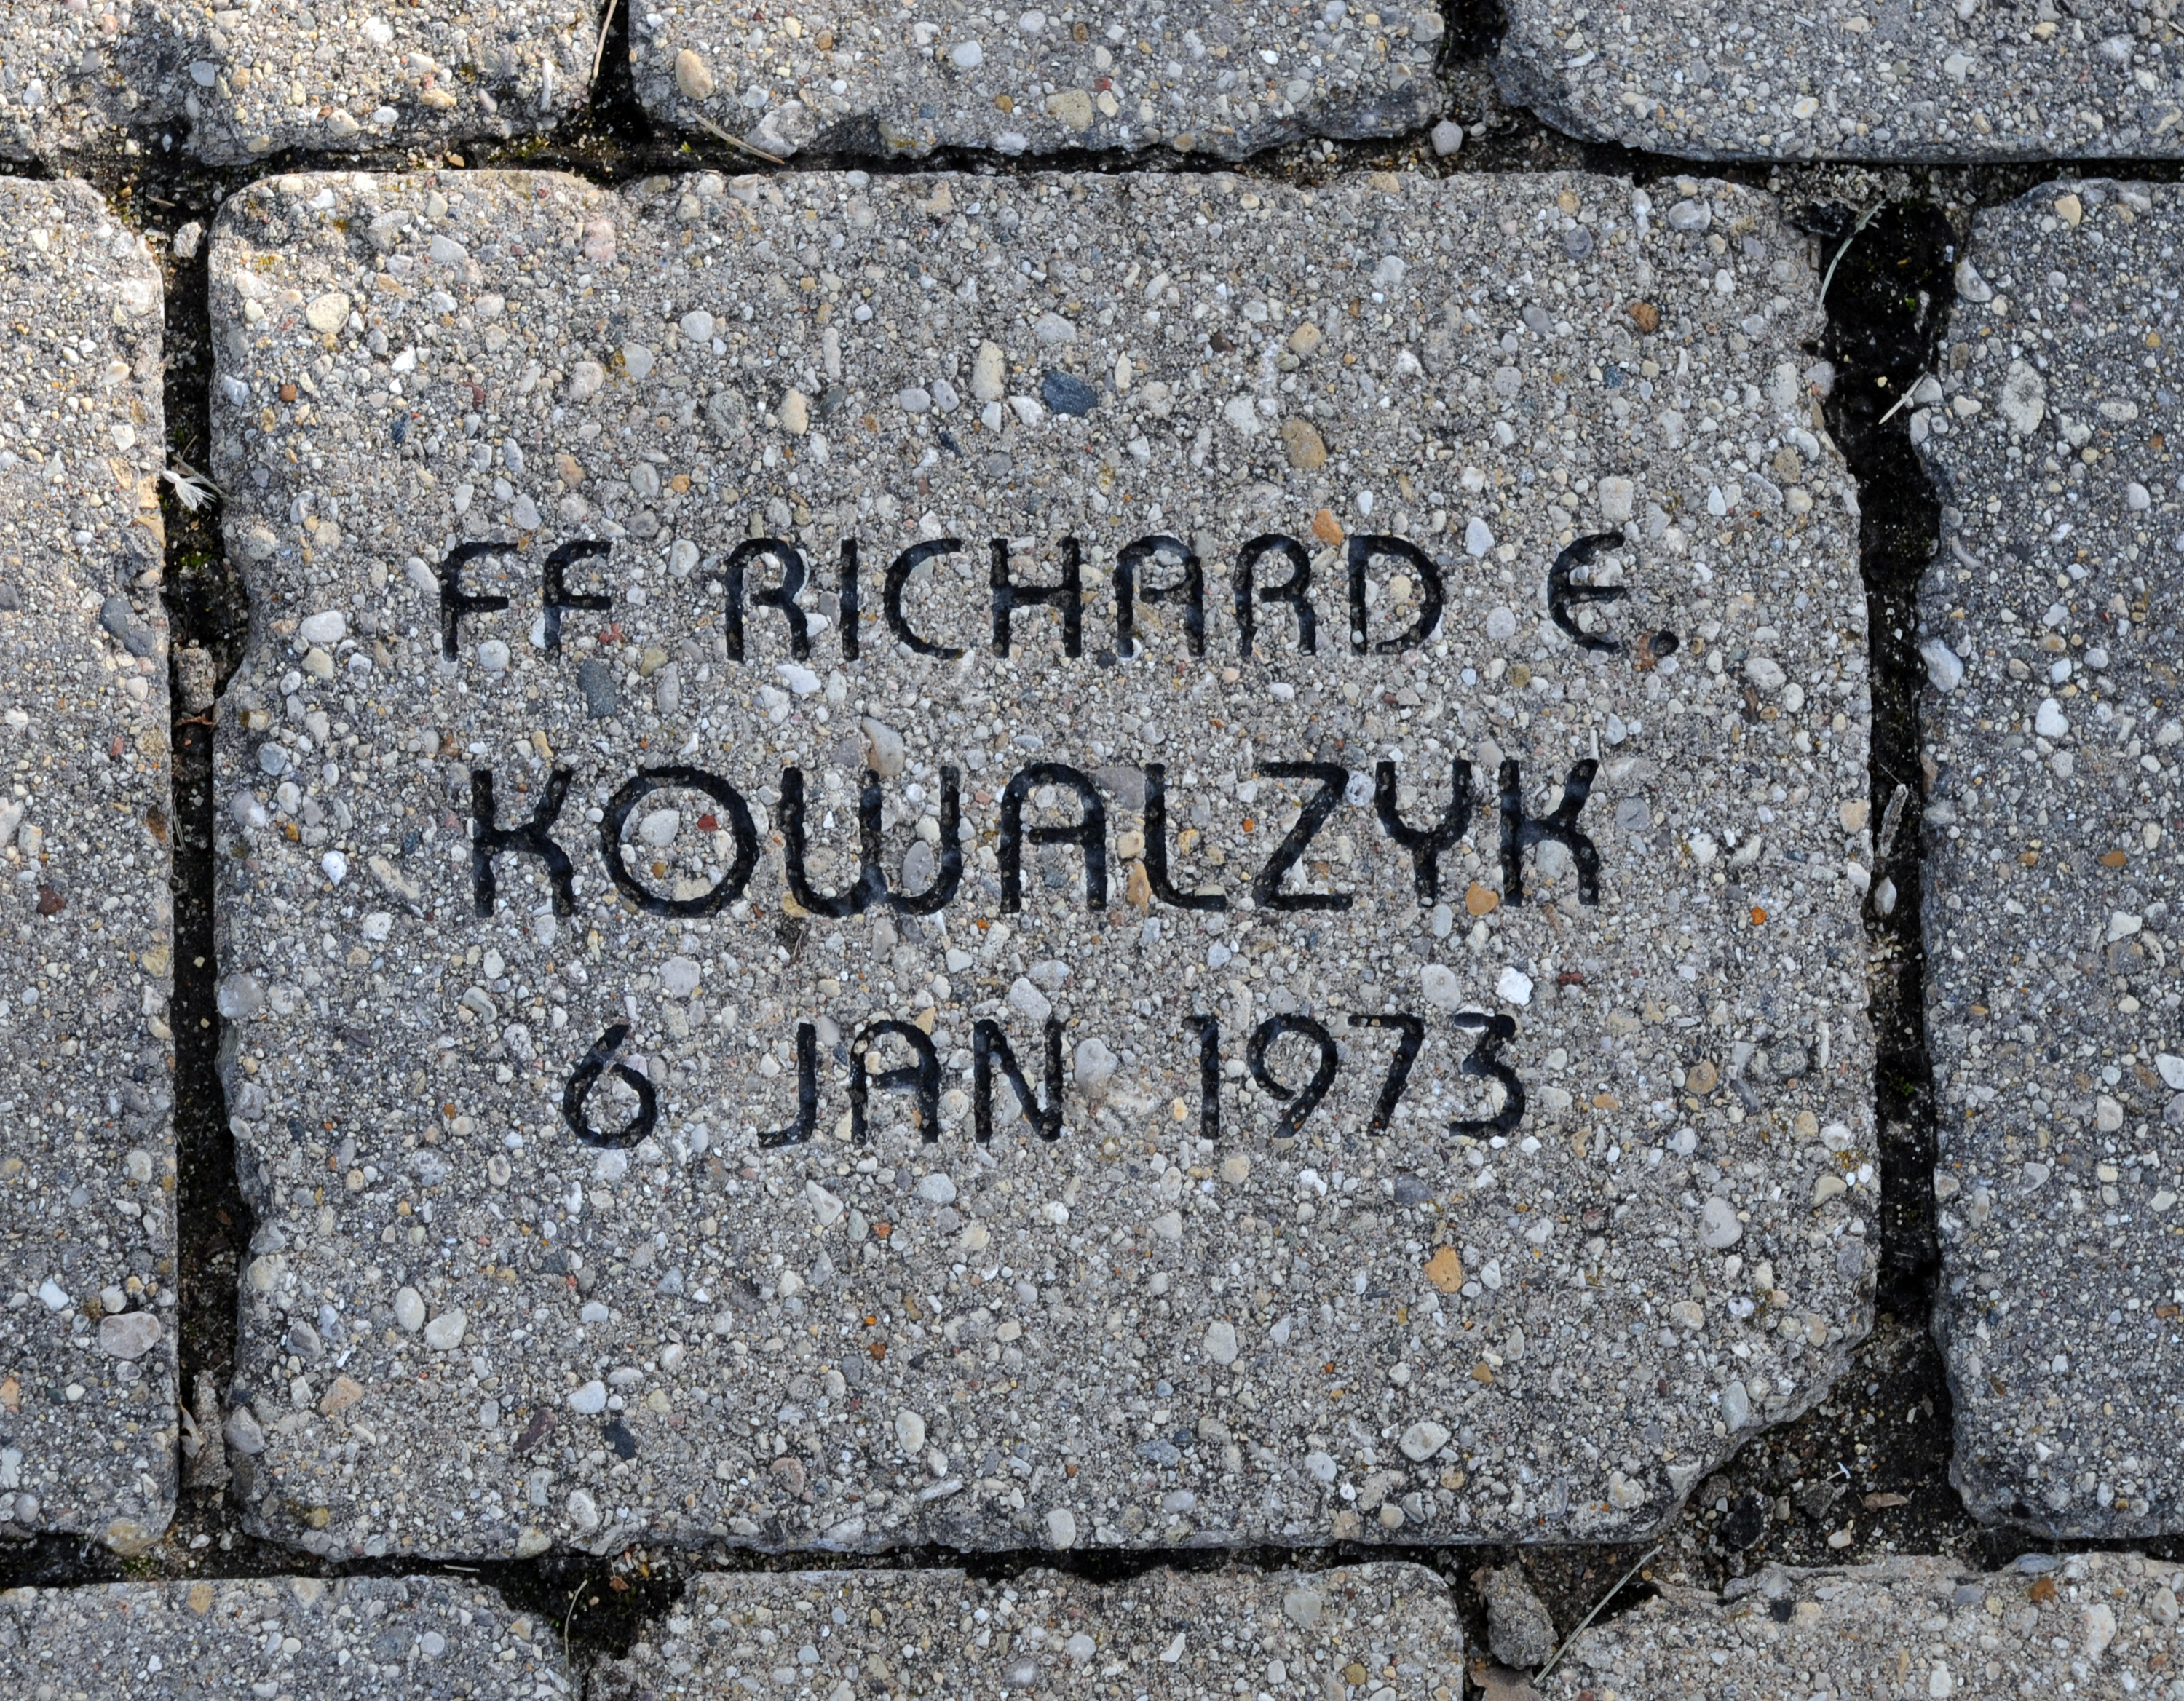 FF RICHARD E.
KOWALZYK
6 JAN 1973